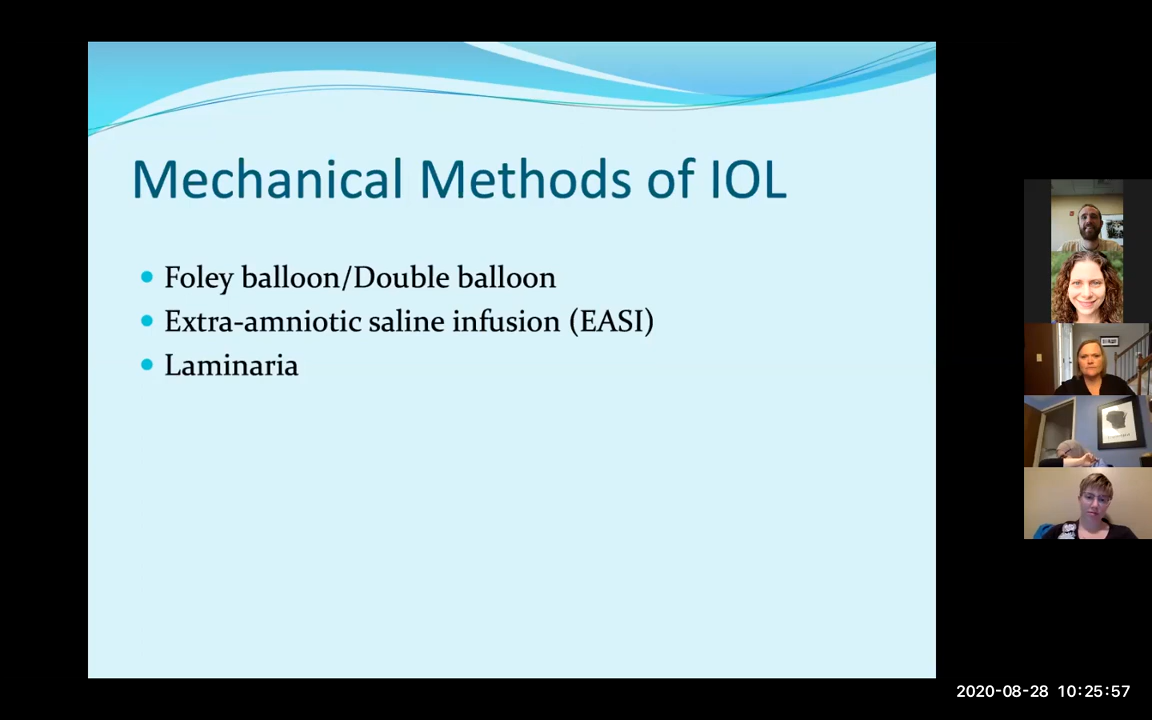 Mechanical Methods of IOL
Foley balloon/Double balloon
Extra-amniotic saline infusion (EASI)
Laminaria
2020-08-28 10:25:57